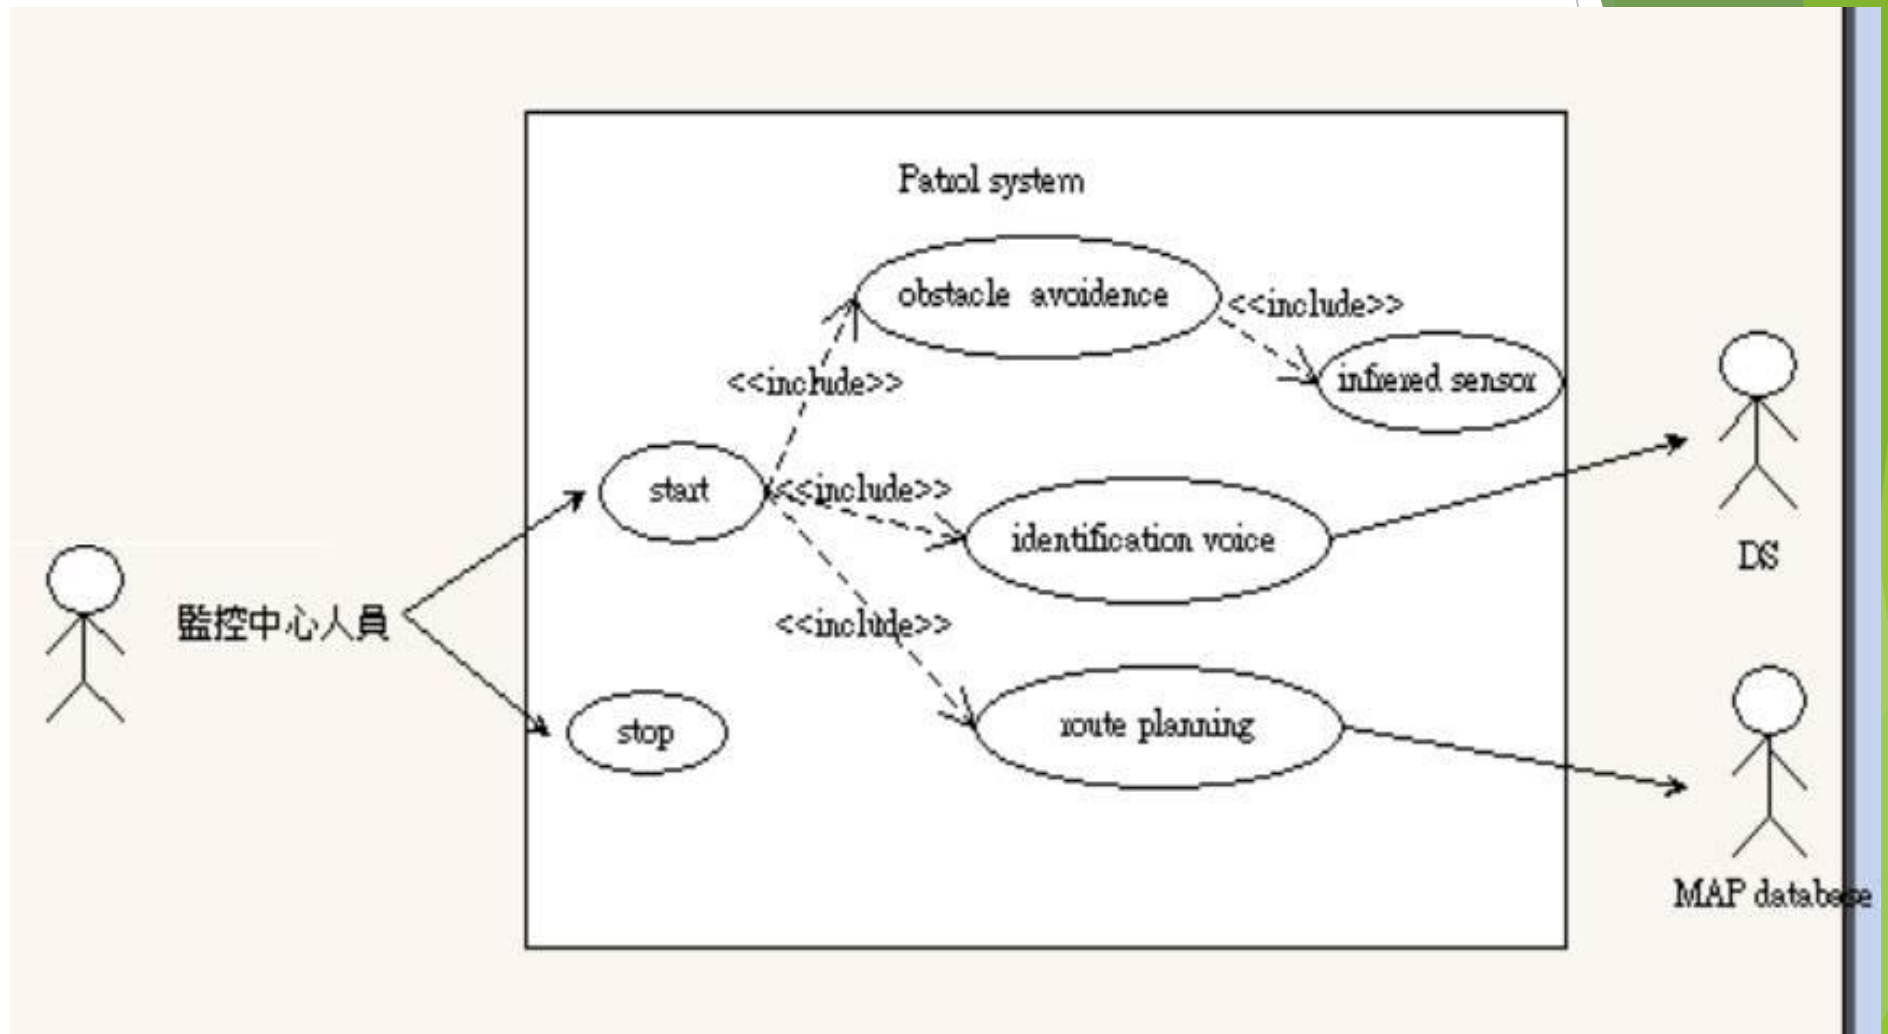 Patrol system
obstacle avoidence
<<include>>
infrered sensor
<<include>>
start
<<include>>
identification voice
DS
監控中心人員
<<include>>
stop
route planning
MAP database